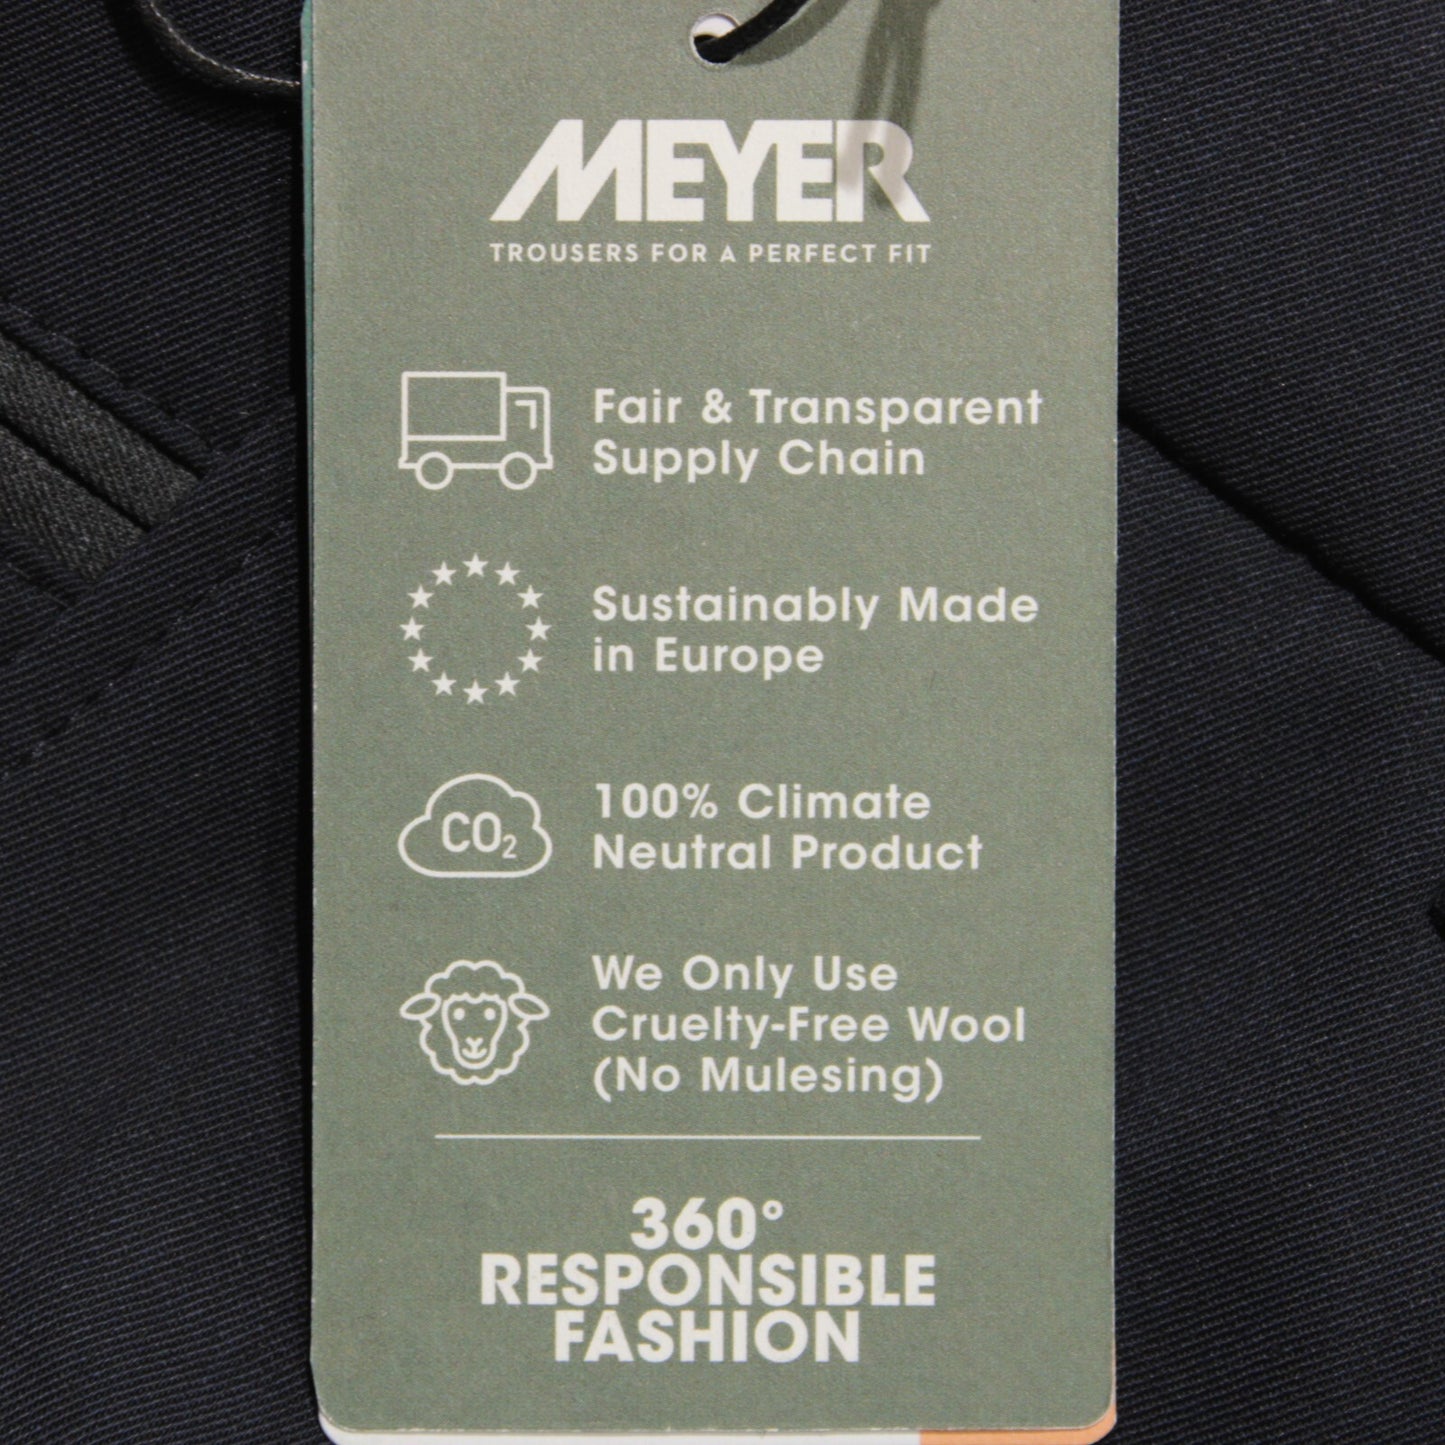 MEYER
TROUSERS FOR A PERFECT FIT
Fair & Transparent
Supply Chain
Sustainably Made
in Europe
CO₂
100% Climate
Neutral Product
We Only Use
Cruelty-Free Wool
(No Mulesing)
360°
RESPONSIBLE
FASHION